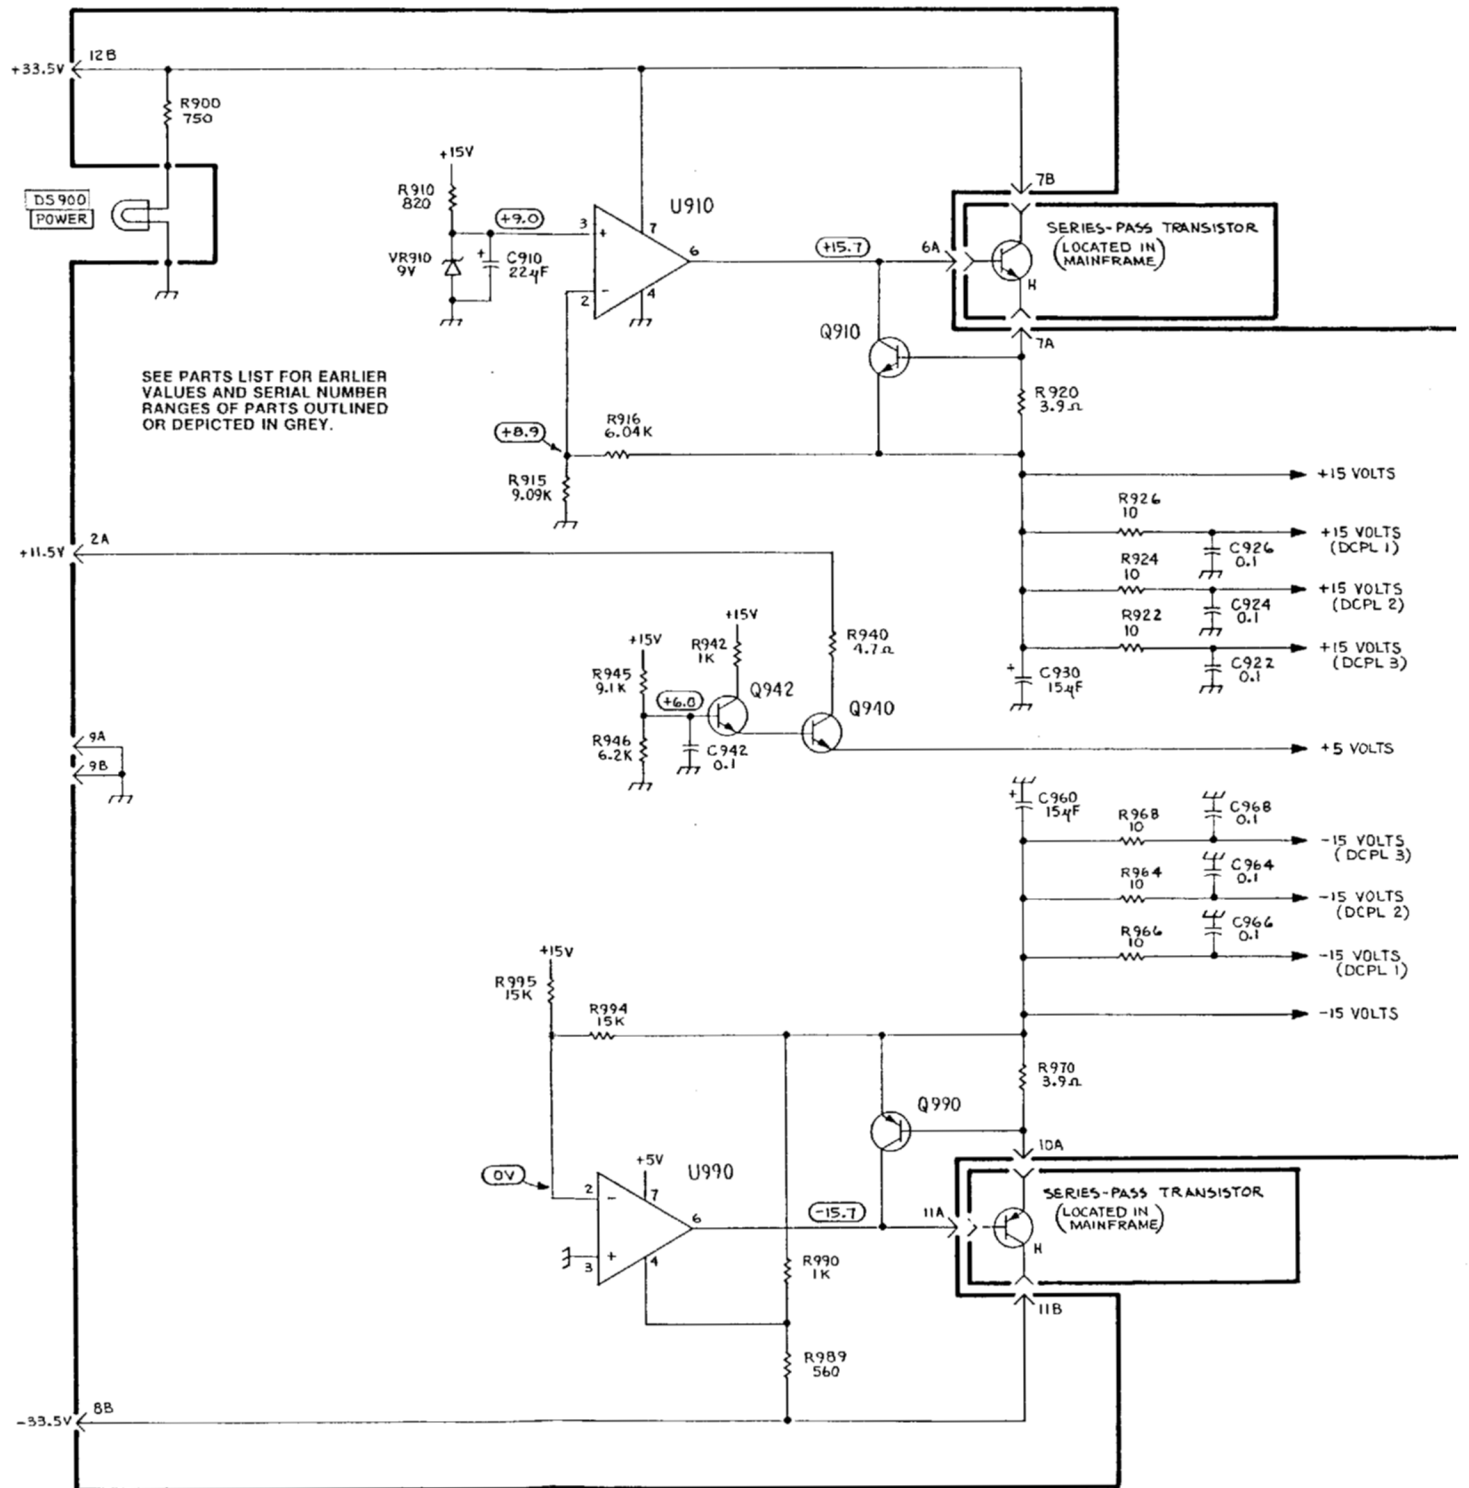 12B
+33.5V
R900
750
DS900
POWER
+15V
R910
820
+9.0
VR910
9V
+
C910
22µF
3
+
U910
7
6
2
-
4
+15.7
6A
7B
SERIES-PASS TRANSISTOR
(LOCATED IN
MAINFRAME)
H
7A
Q910
R920
3.9Ω
SEE PARTS LIST FOR EARLIER
VALUES AND SERIAL NUMBER
RANGES OF PARTS OUTLINED
OR DEPICTED IN GREY.
+8.9
R916
6.04K
R915
9.09K
+15 VOLTS
R926
10
C926
0.1
+15 VOLTS
(DCPL 1)
R924
10
C924
0.1
+15 VOLTS
(DCPL 2)
R922
10
C922
0.1
+15 VOLTS
(DCPL 3)
+
C930
15µF
+11.5V
2A
+15V
R945
9.1K
+6.0
R946
6.2K
C942
0.1
+15V
R942
1K
Q942
R940
4.7Ω
Q940
+5 VOLTS
9A
9B
+
C960
15µF
R968
10
C968
0.1
-15 VOLTS
(DCPL 3)
R964
10
C964
0.1
-15 VOLTS
(DCPL 2)
R966
10
C966
0.1
-15 VOLTS
(DCPL 1)
-15 VOLTS
+15V
R995
15K
R994
15K
R970
3.9Ω
Q990
10A
0V
+5V
U990
2
-
7
6
3
+
4
-15.7
11A
SERIES-PASS TRANSISTOR
(LOCATED IN
MAINFRAME)
H
11B
R990
1K
R989
560
-33.5V
8B